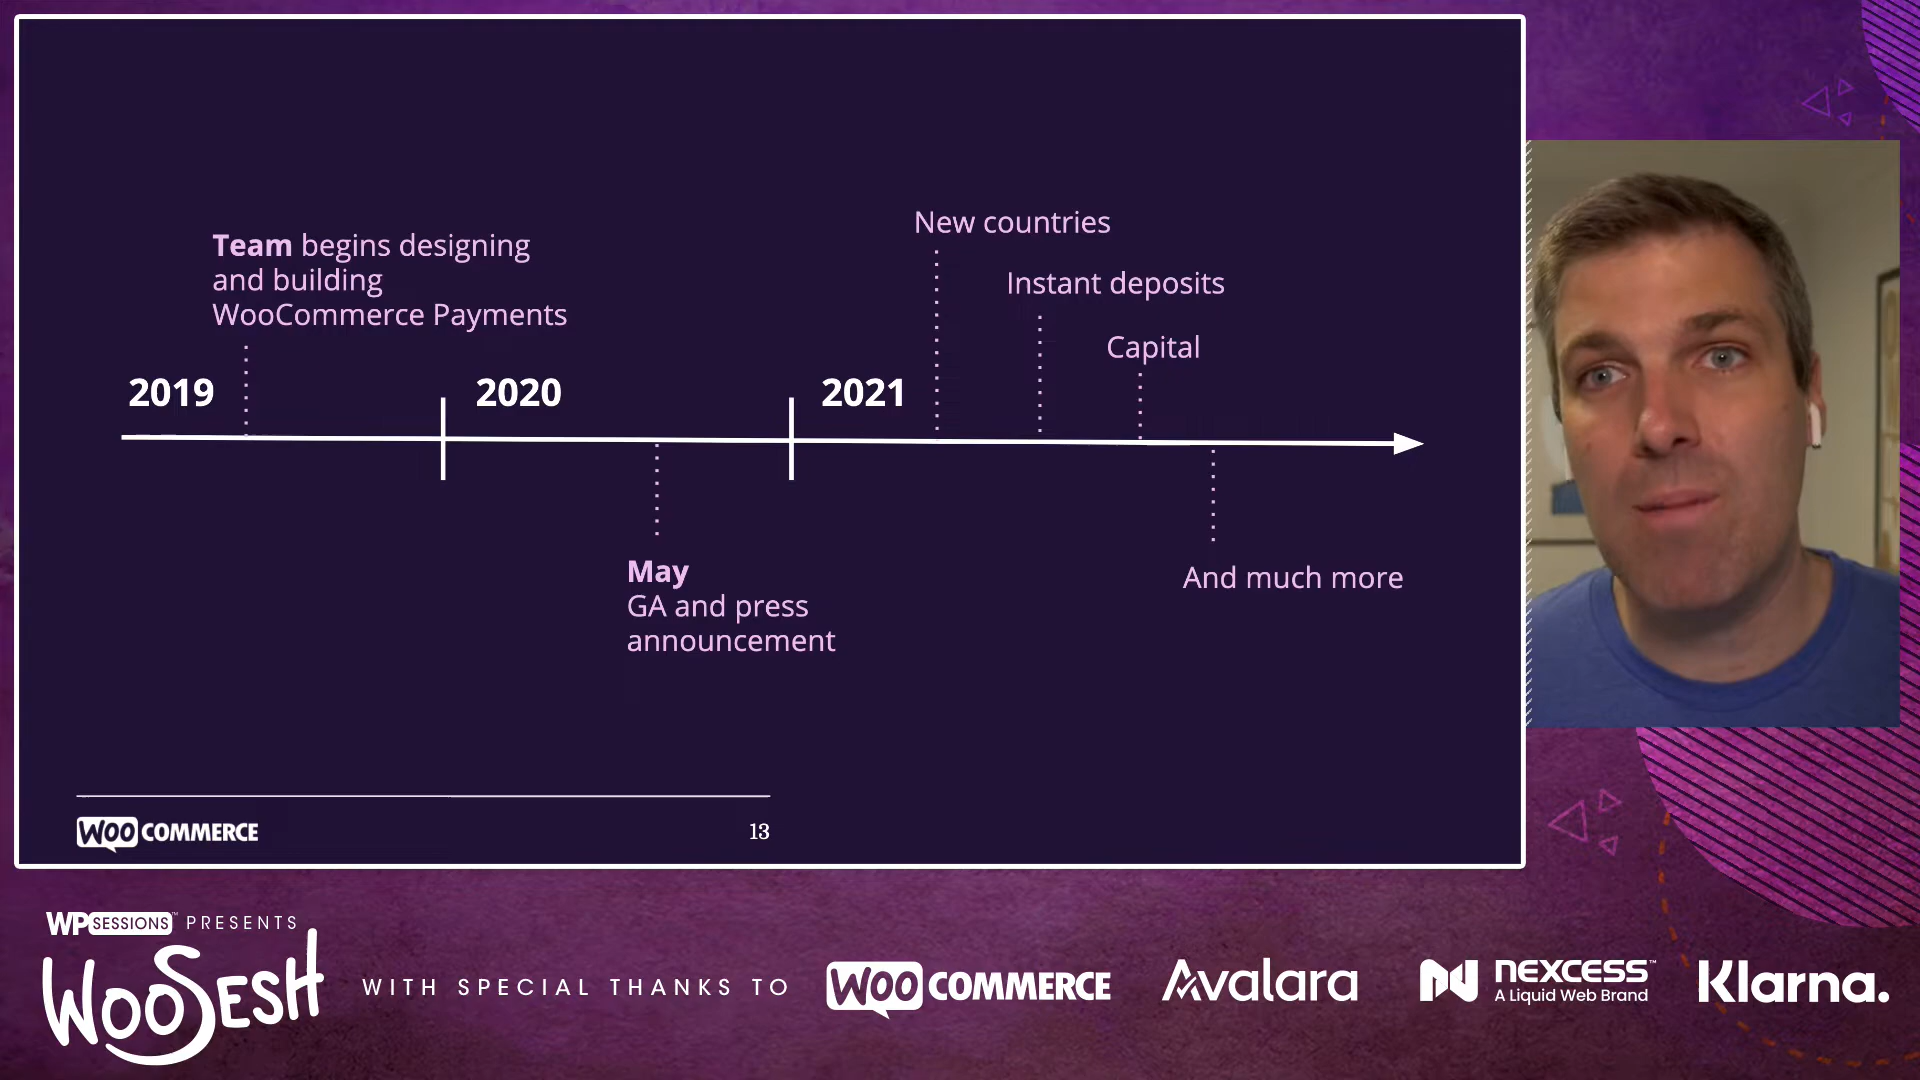 Team begins designing
and building
WooCommerce Payments
New countries
Instant deposits
Capital
2019
2020
2021
May
GA and press
announcement
And much more
WOO COMMERCE
13
WP SESSIONS™ PRESENTS
WOOSESH
WITH SPECIAL THANKS TO
WOO COMMERCE
Avalara
NEXCESS™
A Liquid Web Brand
Klarna.